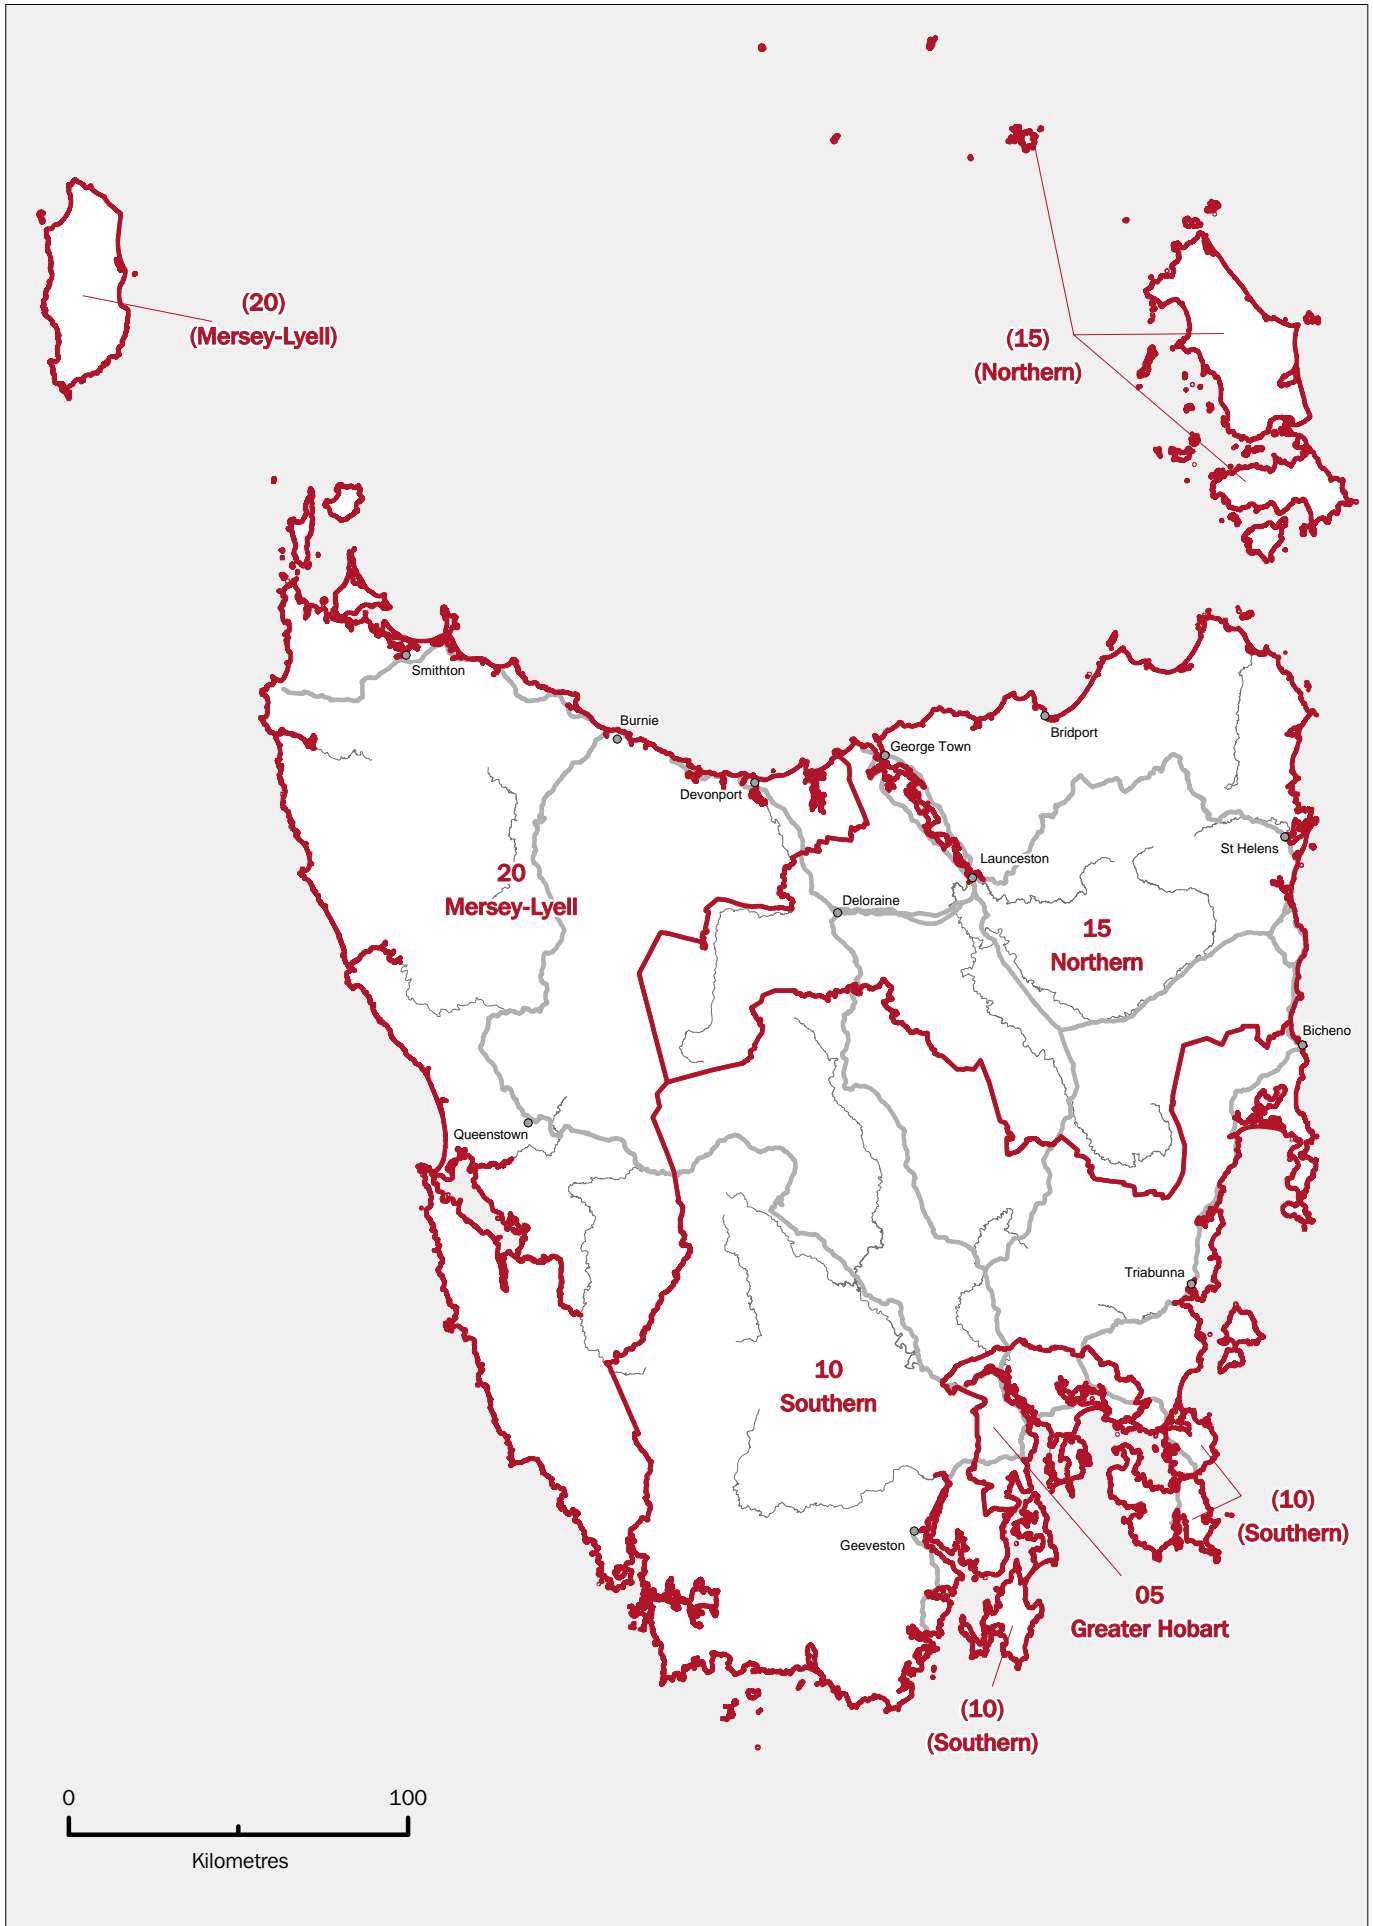 (20)
(Mersey-Lyell)
(15)
(Northern)
Smithton
Burnie
George Town
Bridport
Devonport
St Helens
Launceston
20
Mersey-Lyell
Deloraine
15
Northern
Bicheno
Queenstown
Triabunna
10
Southern
(10)
(Southern)
Geeveston
05
Greater Hobart
(10)
(Southern)
0 100
Kilometres